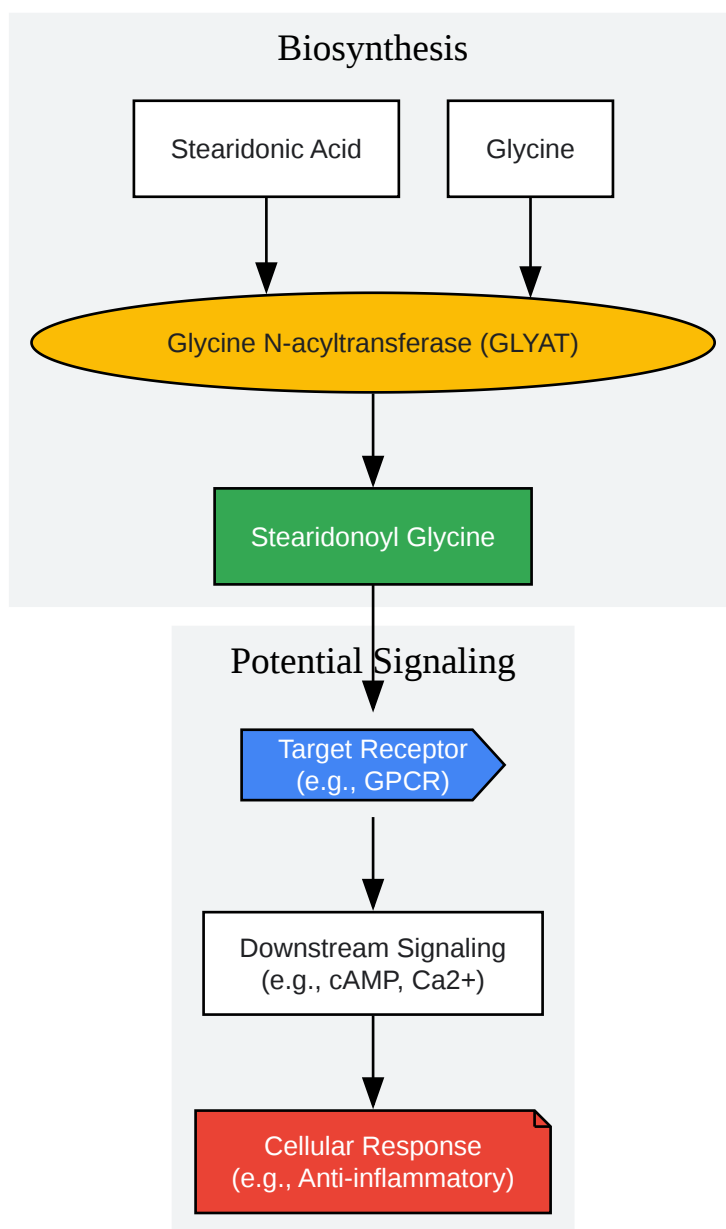 Biosynthesis
Stearidonic Acid
Glycine
Glycine N-acyltransferase (GLYAT)
Stearidonoyl Glycine
Potential Signaling
Target Receptor
(e.g., GPCR)
Downstream Signaling
(e.g., cAMP, Ca2+)
Cellular Response
(e.g., Anti-inflammatory)